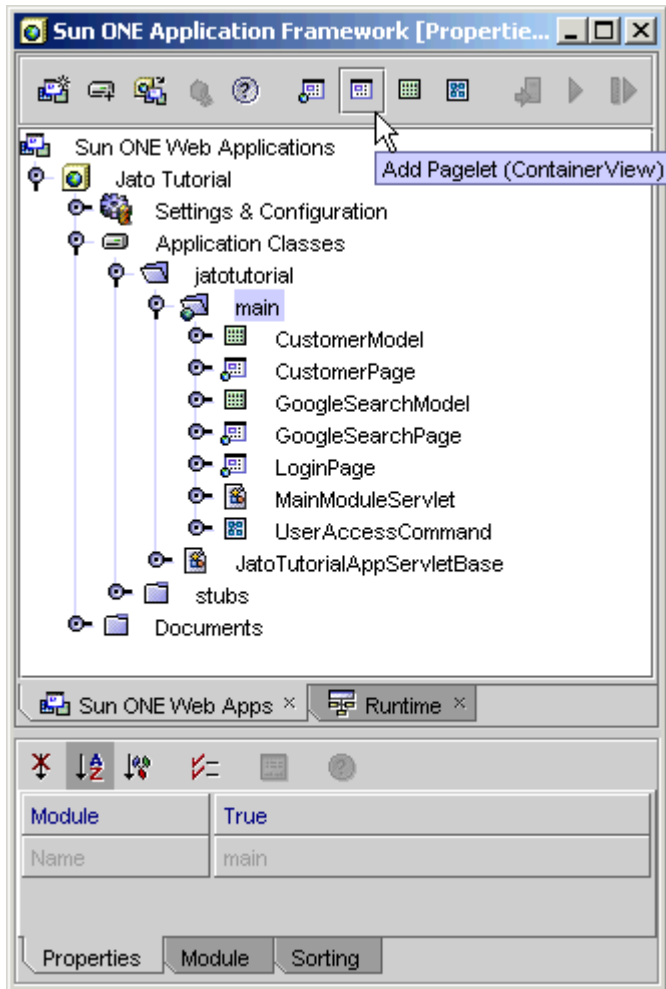 Sun ONE Application Framework [Propertie...
Add Pagelet (ContainerView)
Sun ONE Web Applications
Jato Tutorial
Settings & Configuration
Application Classes
jatotutorial
main
CustomerModel
CustomerPage
GoogleSearchModel
GoogleSearchPage
LoginPage
MainModuleServlet
UserAccessCommand
JatoTutorialAppServletBase
stubs
Documents
Sun ONE Web Apps × Runtime ×
Module True
Name main
Properties Module Sorting